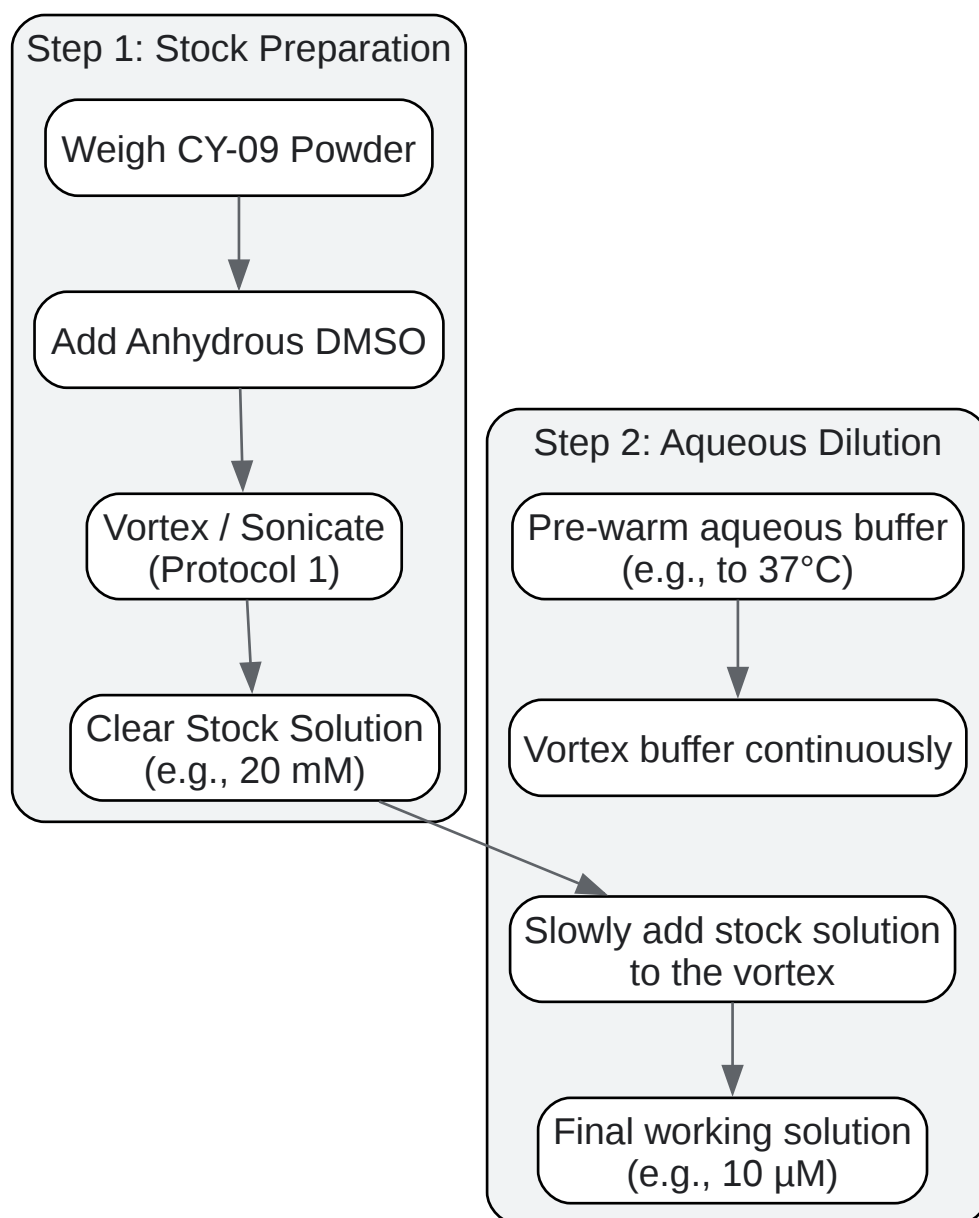 Step 1: Stock Preparation
Weigh CY-09 Powder
Add Anhydrous DMSO
Vortex / Sonicate
(Protocol 1)
Clear Stock Solution
(e.g., 20 mM)
Step 2: Aqueous Dilution
Pre-warm aqueous buffer
(e.g., to 37°C)
Vortex buffer continuously
Slowly add stock solution
to the vortex
Final working solution
(e.g., 10 µM)